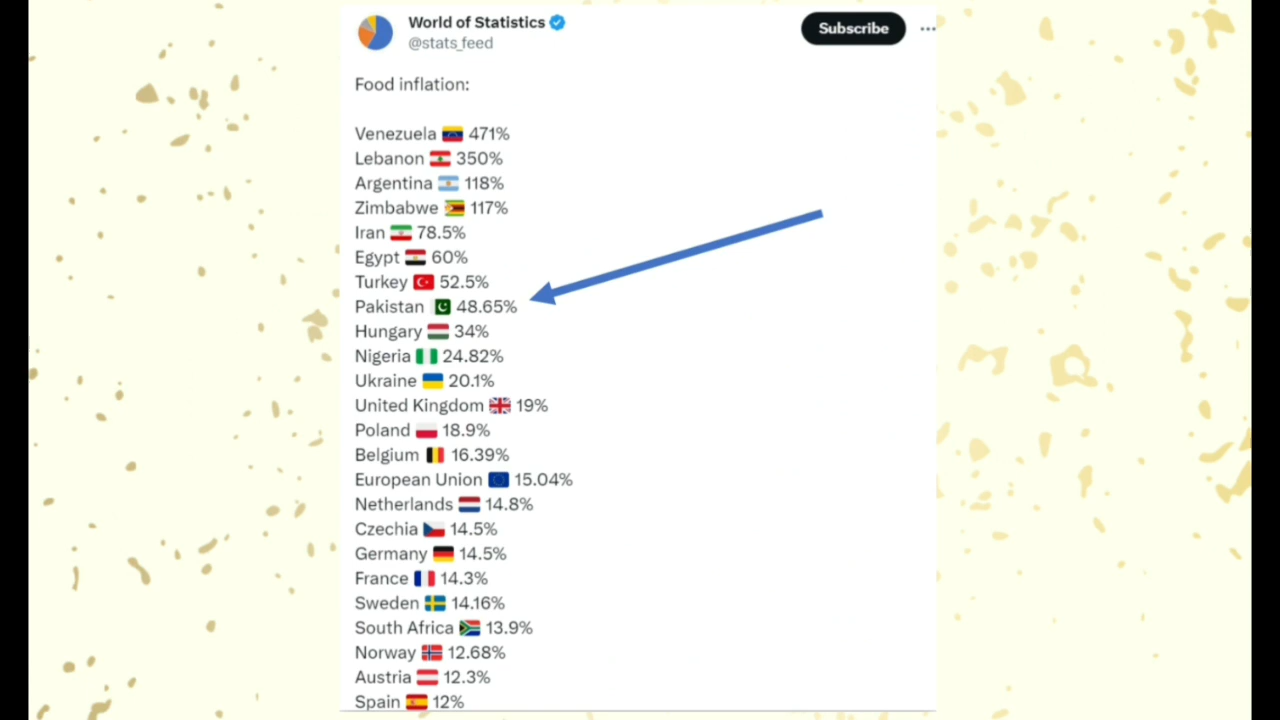 World of Statistics
@stats_feed
Subscribe
Food inflation:
Venezuela 471%
Lebanon 350%
Argentina 118%
Zimbabwe 117%
Iran 78.5%
Egypt 60%
Turkey 52.5%
Pakistan 48.65%
Hungary 34%
Nigeria 24.82%
Ukraine 20.1%
United Kingdom 19%
Poland 18.9%
Belgium 16.39%
European Union 15.04%
Netherlands 14.8%
Czechia 14.5%
Germany 14.5%
France 14.3%
Sweden 14.16%
South Africa 13.9%
Norway 12.68%
Austria 12.3%
Spain 12%